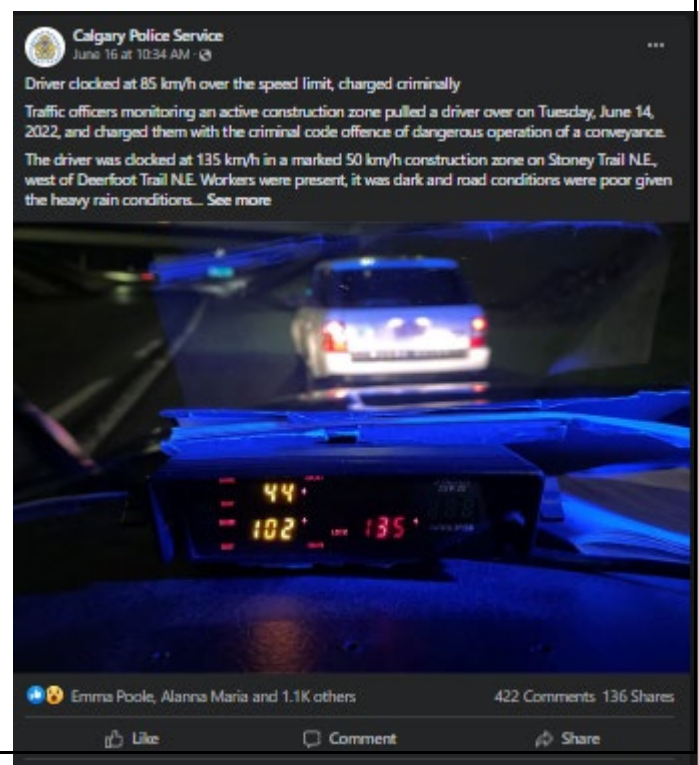 Calgary Police Service
June 16 at 10:34 AM ·
Driver clocked at 85 km/h over the speed limit, charged criminally
Traffic officers monitoring an active construction zone pulled a driver over on Tuesday, June 14,
2022, and charged them with the criminal code offence of dangerous operation of a conveyance.
The driver was clocked at 135 km/h in a marked 50 km/h construction zone on Stoney Trail N.E.,
west of Deerfoot Trail N.E. Workers were present, it was dark and road conditions were poor given
the heavy rain conditions... See more
44
102 LOCK 135
Emma Poole, Alanna Maria and 1.1K others 422 Comments 136 Shares
Like Comment Share